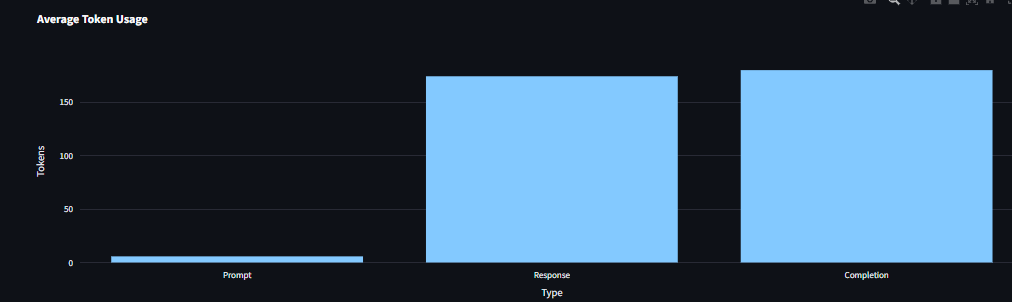 Average Token Usage
150
100
50
0
Tokens
Prompt
Response
Completion
Type